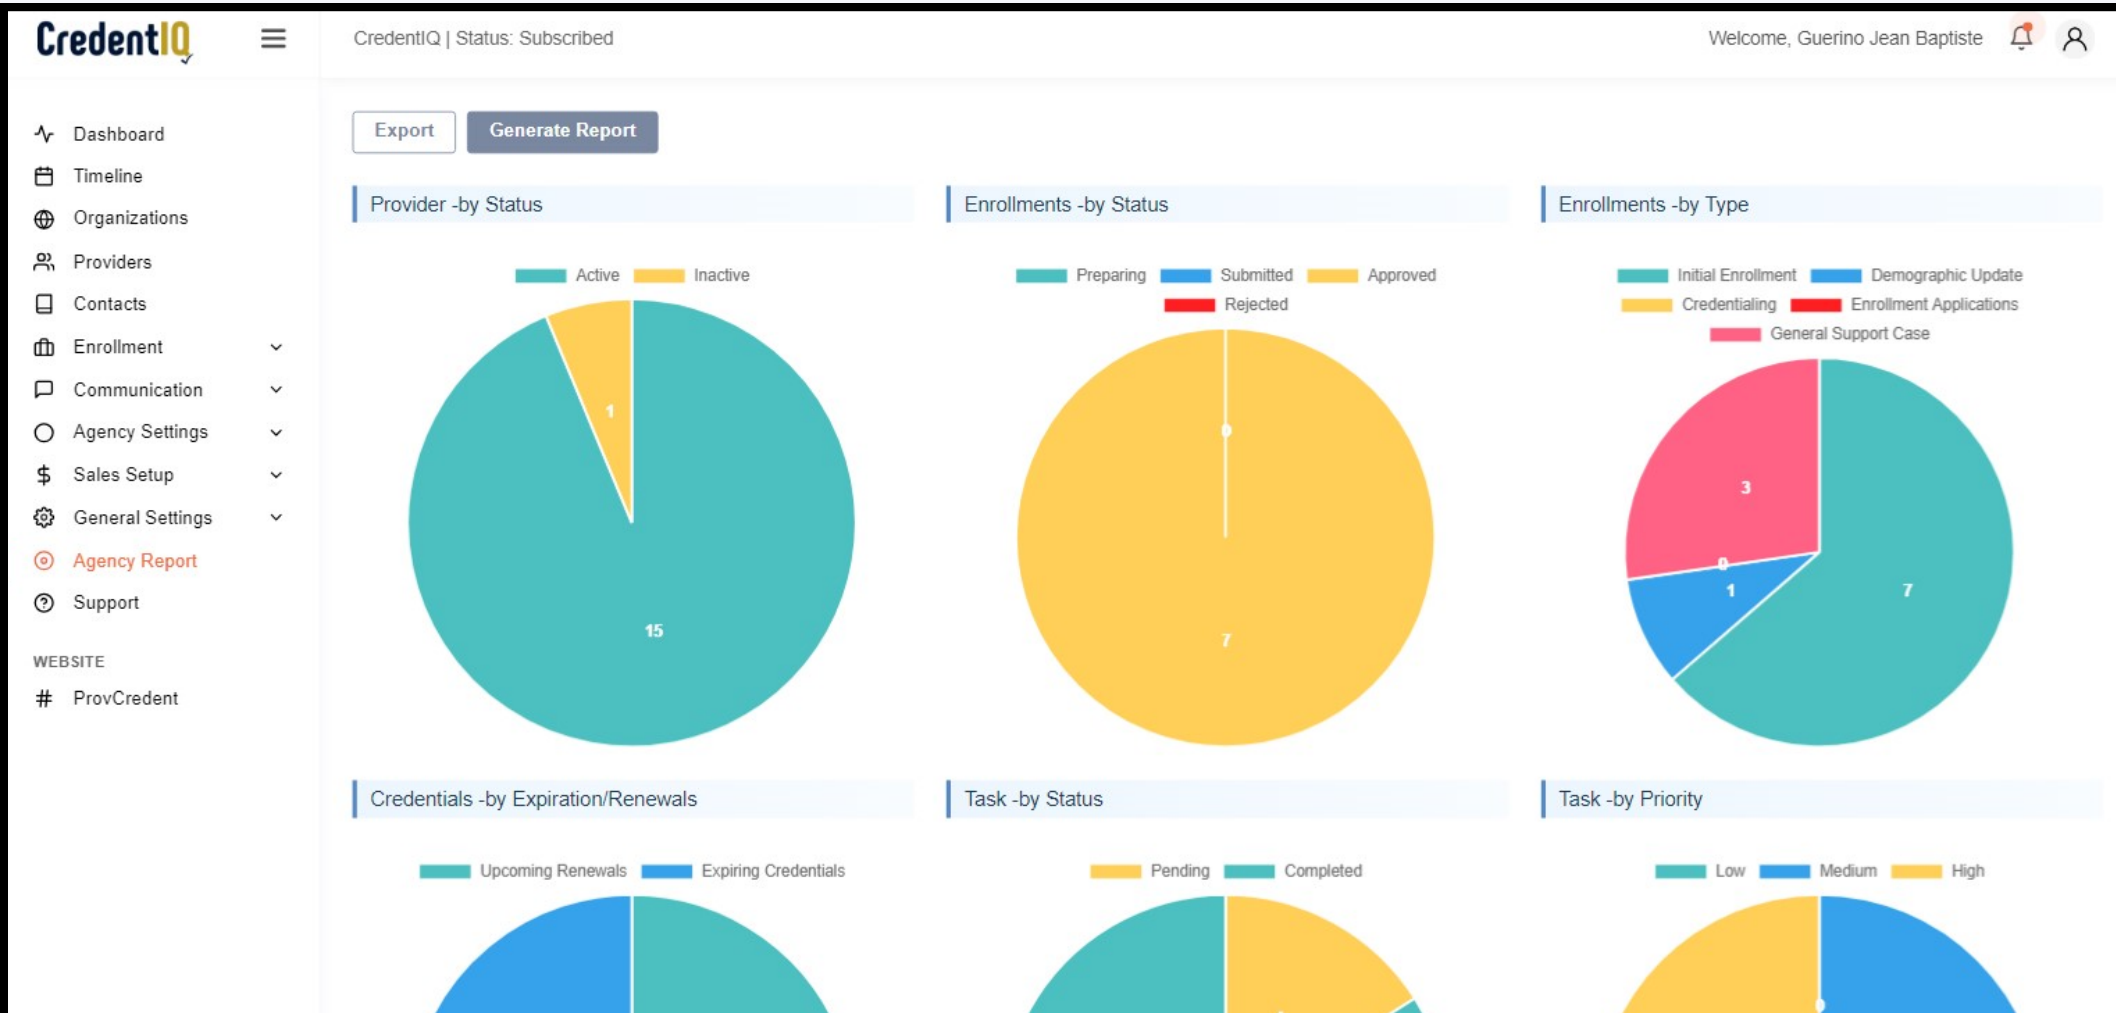 CredentIQ
CredentIQ | Status: Subscribed
Welcome, Guerino Jean Baptiste
Dashboard
Timeline
Organizations
Providers
Contacts
Enrollment
Communication
Agency Settings
Sales Setup
General Settings
Agency Report
Support
WEBSITE
# ProvCredent
Export
Generate Report
Provider -by Status
Active
Inactive
1
15
Enrollments -by Status
Preparing
Submitted
Approved
Rejected
0
7
Enrollments -by Type
Initial Enrollment
Demographic Update
Credentialing
Enrollment Applications
General Support Case
3
0
1
7
Credentials -by Expiration/Renewals
Upcoming Renewals
Expiring Credentials
Task -by Status
Pending
Completed
Task -by Priority
Low
Medium
High
0